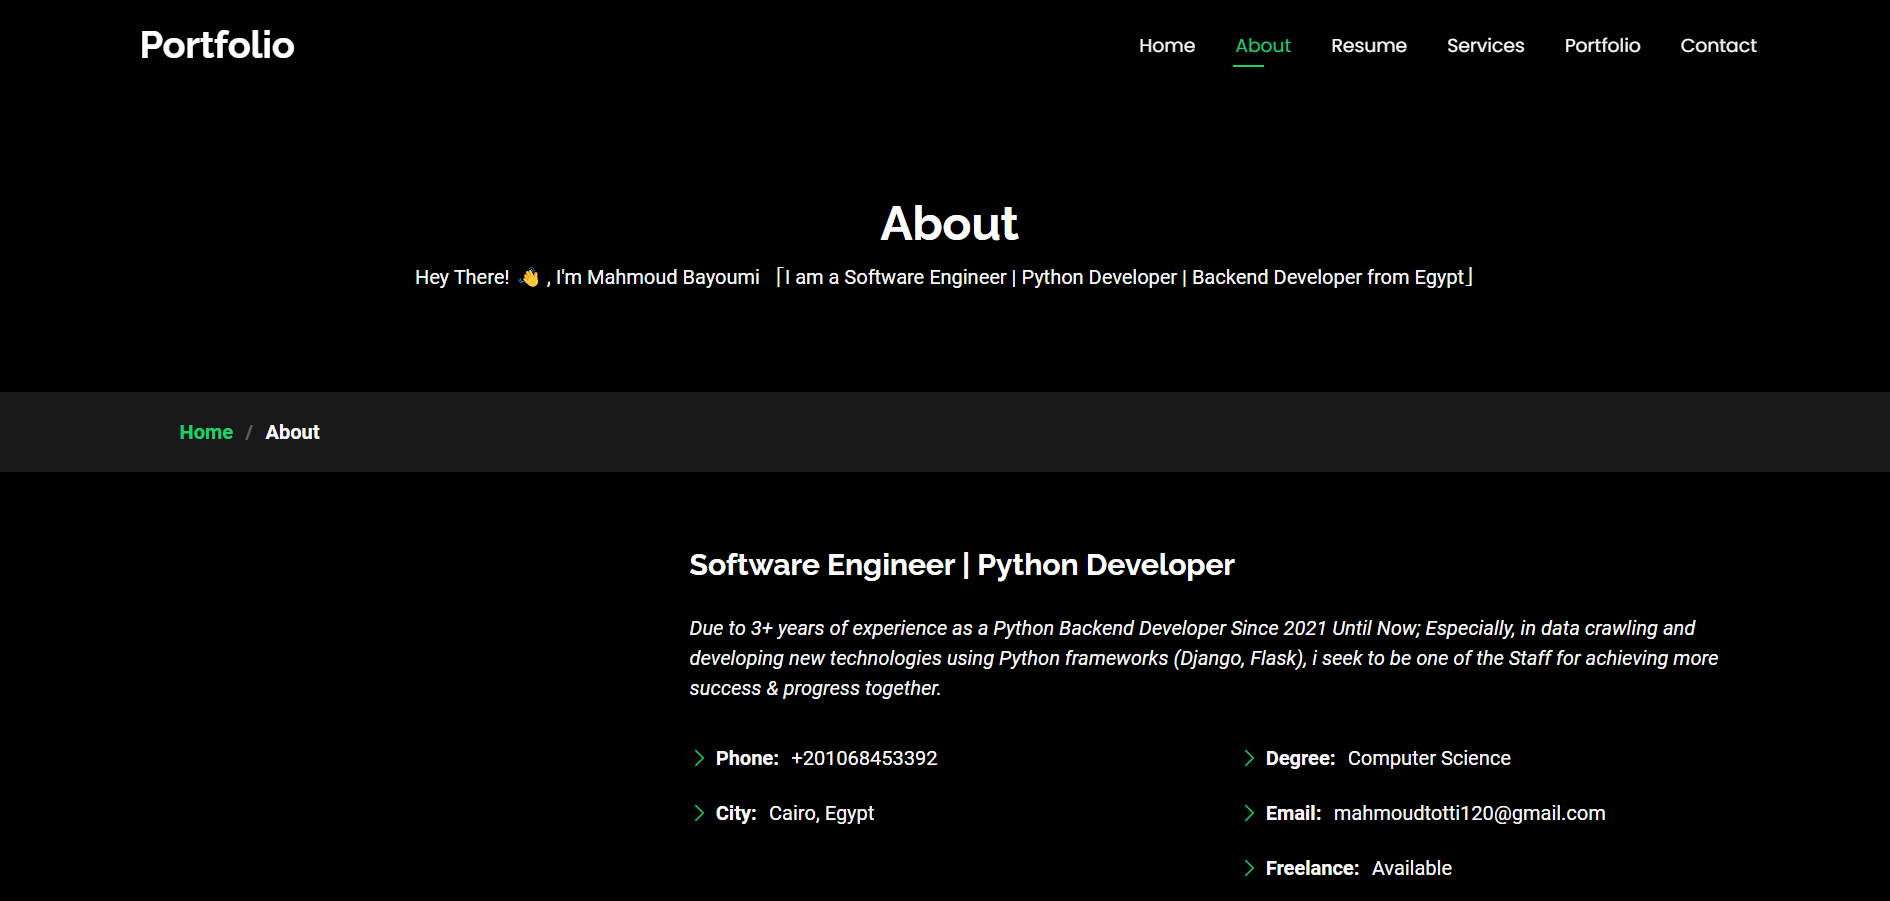 Portfolio
Home About Resume Services Portfolio Contact
About
Hey There! 👋 , I'm Mahmoud Bayoumi ⌈I am a Software Engineer | Python Developer | Backend Developer from Egypt⌋
Home / About
Software Engineer | Python Developer
Due to 3+ years of experience as a Python Backend Developer Since 2021 Until Now; Especially, in data crawling and
developing new technologies using Python frameworks (Django, Flask), i seek to be one of the Staff for achieving more
success & progress together.
Phone: +201068453392
City: Cairo, Egypt
Degree: Computer Science
Email: mahmoudtotti120@gmail.com
Freelance: Available